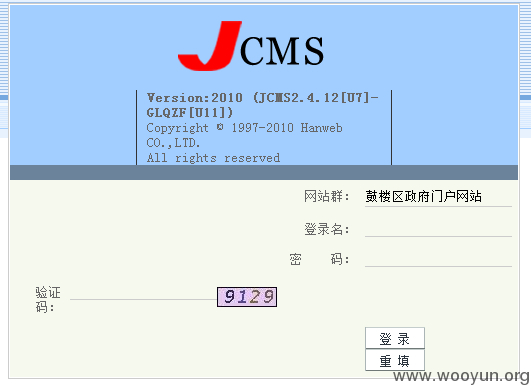 JCMS
Version:2010 (JCMS2.4.12[U7]-
GLQZF[U11])
Copyright © 1997-2010 Hanweb
CO.,LTD.
All rights reserved
网站群： 鼓楼区政府门户网站
登录名：
密 码：
验证
码： 9129
登 录
重 填
www.wooyun.org